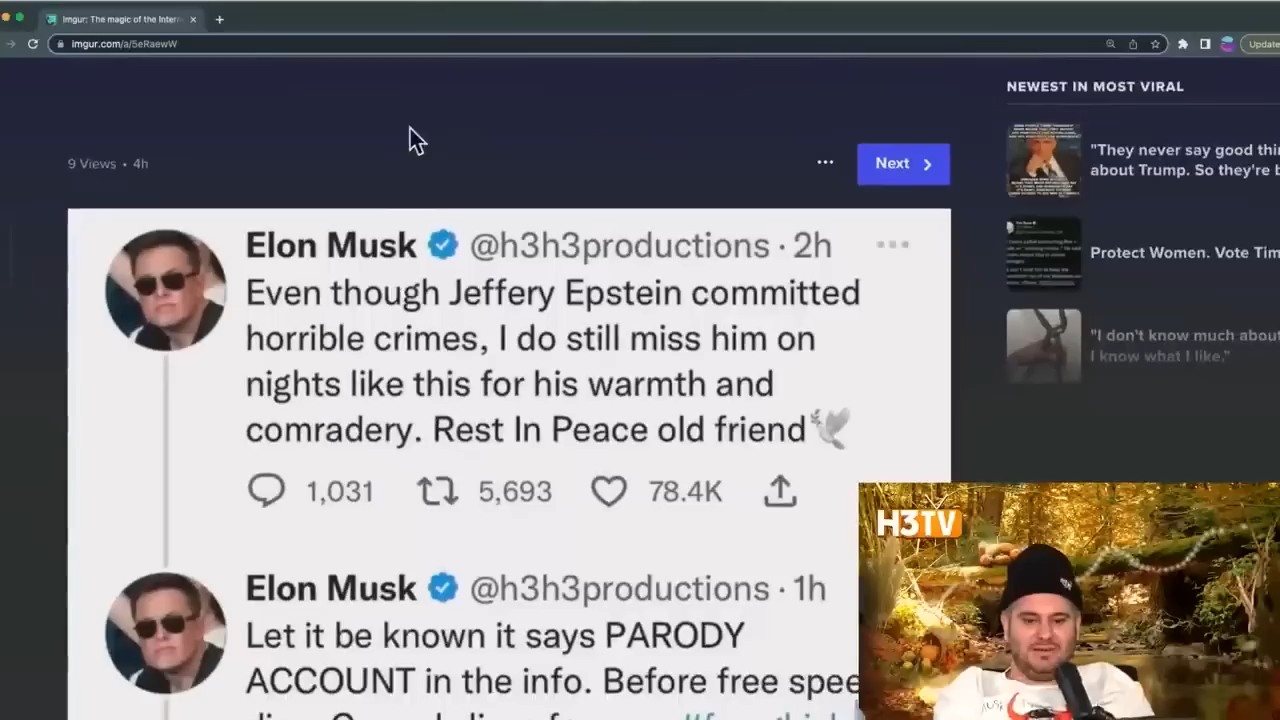 Imgur: The magic of the Intern
imgur.com/a/5eRaewW
Update
NEWEST IN MOST VIRAL
9 Views • 4h
Next
"They never say good thin
about Trump. So they're b
Protect Women. Vote Tim
"I don't know much about
I know what I like."
Elon Musk @h3h3productions · 2h
Even though Jeffery Epstein committed
horrible crimes, I do still miss him on
nights like this for his warmth and
comradery. Rest In Peace old friend🕊
1,031 5,693 78.4K
Elon Musk @h3h3productions · 1h
Let it be known it says PARODY
ACCOUNT in the info. Before free spee
H3TV